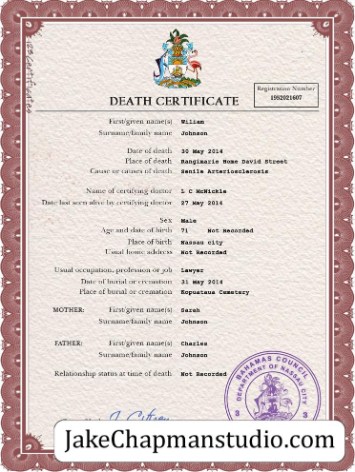 DEATH CERTIFICATE
Registration Number
1952021607
First/given name(s) Wiliam
Surname/family name Johnson
Date of death 30 May 2014
Place of death Rangimarie Home David Street
Cause or causes of death Senile Arteriosclerosis
Name of certifying doctor L C McNickle
Date last seen alive by certifying doctor 27 May 2014
Sex Male
Age and date of birth 71 Not Recorded
Place of birth Nassau city
Usual home address Not Recorded
Usual occupation, profession or job Lawyer
Date of burial or cremation 31 May 2014
Place of burial or cremation Koputaua Cemetery
MOTHER: First/given name(s) Sarah
Surname/family name Johnson
FATHER: First/given name(s) Charles
Surname/family name Johnson
Relationship status at time of death Not Recorded
BAHAMAS COUNCIL
DEPARTMENT OF NASSAU CITY
JakeChapmanstudio.com